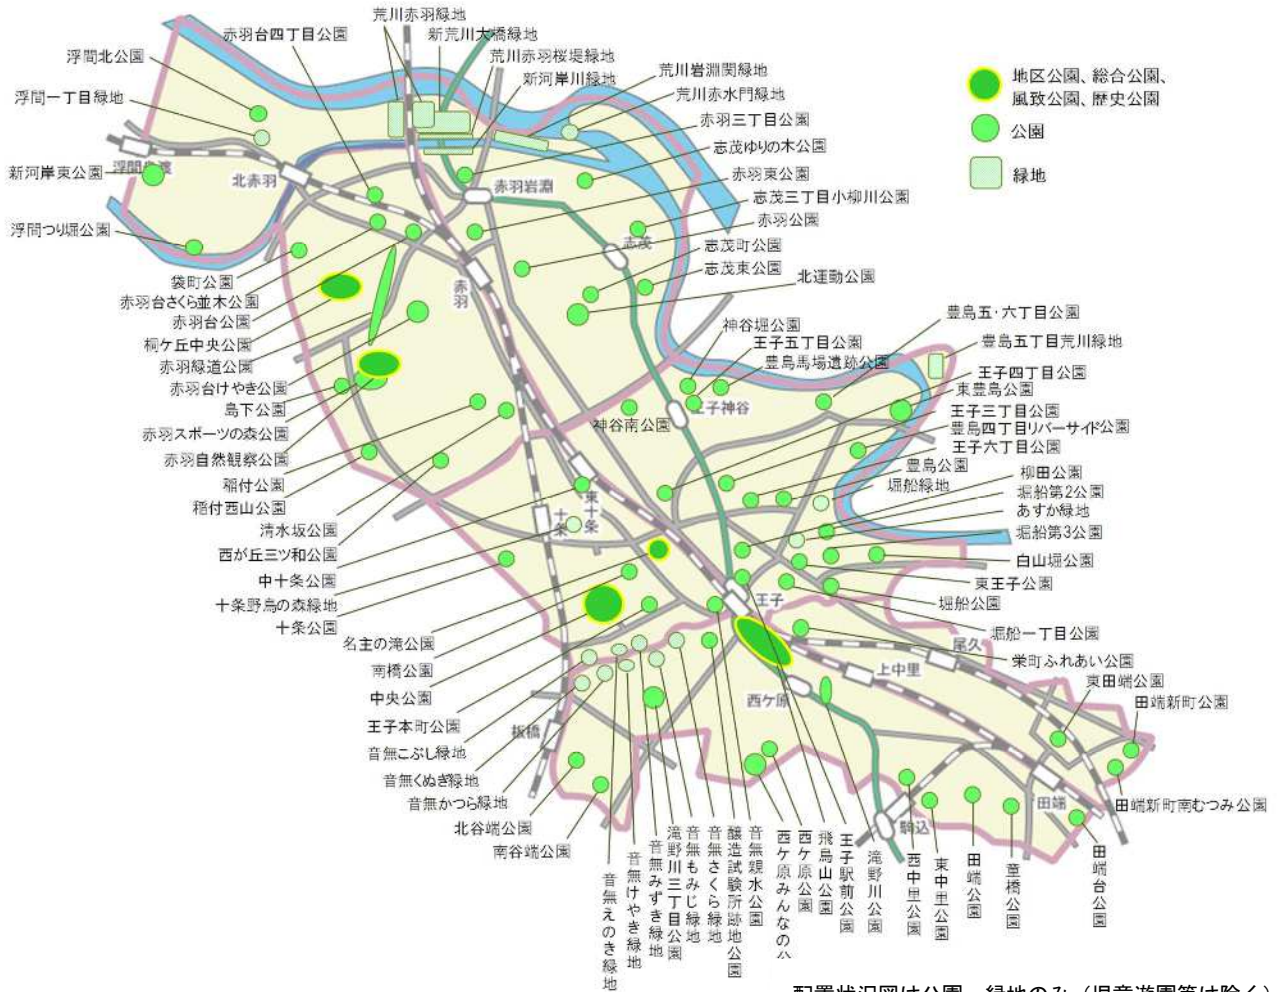 荒川赤羽緑地
赤羽台四丁目公園
新荒川大橋緑地
浮間北公園
荒川赤羽桜堤緑地
新河岸川緑地
荒川岩淵関緑地
浮間一丁目緑地
荒川赤水門緑地
赤羽三丁目公園
志茂ゆりの木公園
新河岸東公園
北赤羽
赤羽岩淵
赤羽東公園
志茂三丁目小柳川公園
赤羽公園
浮間つり堀公園
志茂町公園
志茂東公園
北運動公園
地区公園、総合公園、
風致公園、歴史公園
公園
緑地
袋町公園
赤羽台さくら並木公園
赤羽台公園
桐ケ丘中央公園
赤羽緑道公園
赤羽台けやき公園
島下公園
赤羽スポーツの森公園
赤羽自然観察公園
稲付公園
稲付西山公園
清水坂公園
西が丘三ツ和公園
中十条公園
十条野鳥の森緑地
十条公園
名主の滝公園
南橋公園
中央公園
王子本町公園
音無こぶし緑地
音無くぬぎ緑地
音無かつら緑地
北谷端公園
南谷端公園
赤羽
神谷堀公園
王子五丁目公園
豊島馬場遺跡公園
王子神谷
神谷南公園
豊島五・六丁目公園
豊島五丁目荒川緑地
王子四丁目公園
東豊島公園
王子三丁目公園
豊島四丁目リバーサイド公園
王子六丁目公園
豊島公園
堀船緑地
柳田公園
堀船第2公園
あすか緑地
堀船第3公園
白山堀公園
東王子公園
堀船公園
堀船一丁目公園
栄町ふれあい公園
東田端公園
田端新町公園
田端新町南むつみ公園
東十条
十条
王子
尾久
上中里
西ケ原
板橋
田端
駒込
音無えのき緑地
音無けやき緑地
音無みずき緑地
滝野川三丁目公園
音無もみじ緑地
音無さくら緑地
醸造試験所跡地公園
音無親水公園
西ケ原みんなの公
西ケ原公園
飛鳥山公園
王子駅前公園
滝野川公園
西中里公園
東中里公園
田端公園
童橋公園
田端台公園